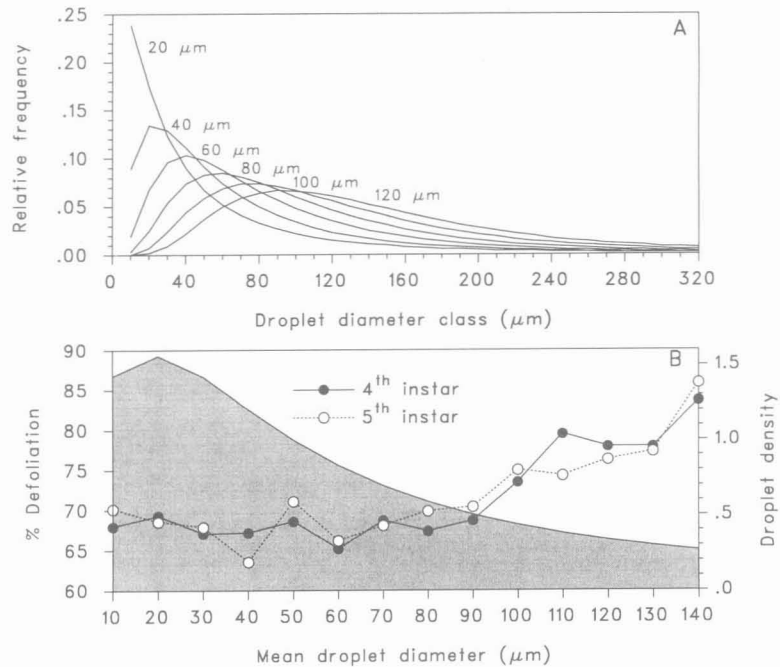 A
Relative frequency
.25
.20
.15
.10
.05
.00
20 μm
40 μm
60 μm
80 μm
100 μm
120 μm
0 40 80 120 160 200 240 280 320
Droplet diameter class (μm)
B
% Defoliation
90
85
80
75
70
65
60
4th instar
5th instar
1.5
1.0
.5
.0
Droplet density
10 20 30 40 50 60 70 80 90 100 110 120 130 140
Mean droplet diameter (μm)